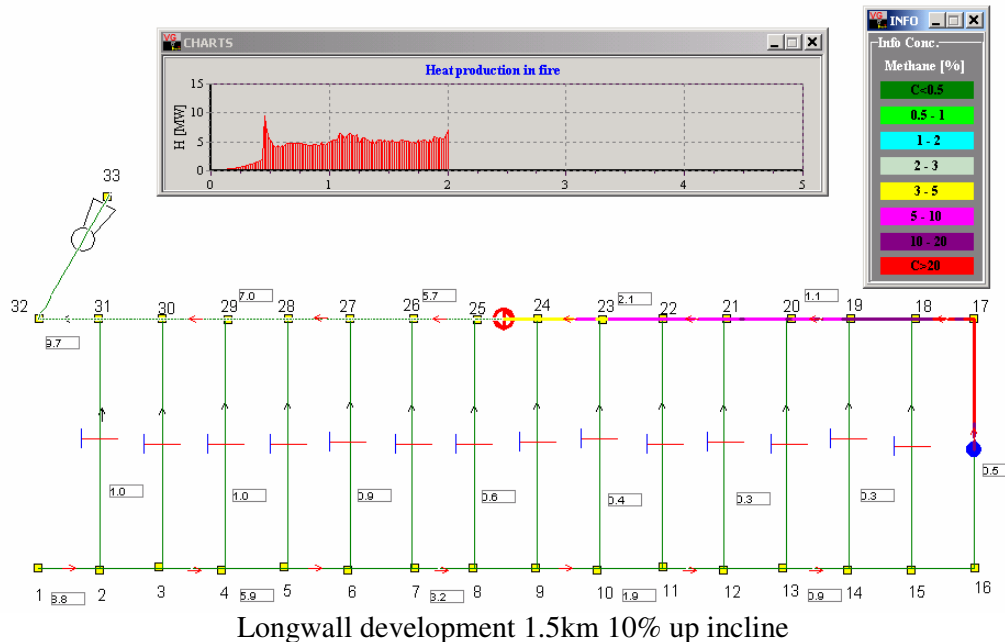 VG CHARTS
Heat production in fire
H [MW]
15
10
5
0
0 1 2 3 4 5
VG INFO
Info Conc.
Methane [%]
C<0.5
0.5 - 1
1 - 2
2 - 3
3 - 5
5 - 10
10 - 20
C>20
33
32 31 30 29 28 27 26 25 24 23 22 21 20 19 18 17
7.0 5.7 2.1 1.1
9.7
0.5
1.0 1.0 0.9 0.6 0.4 0.3 0.3
1 2 3 4 5 6 7 8 9 10 11 12 13 14 15 16
5.9 3.2 1.9 0.9
Longwall development 1.5km 10% up incline